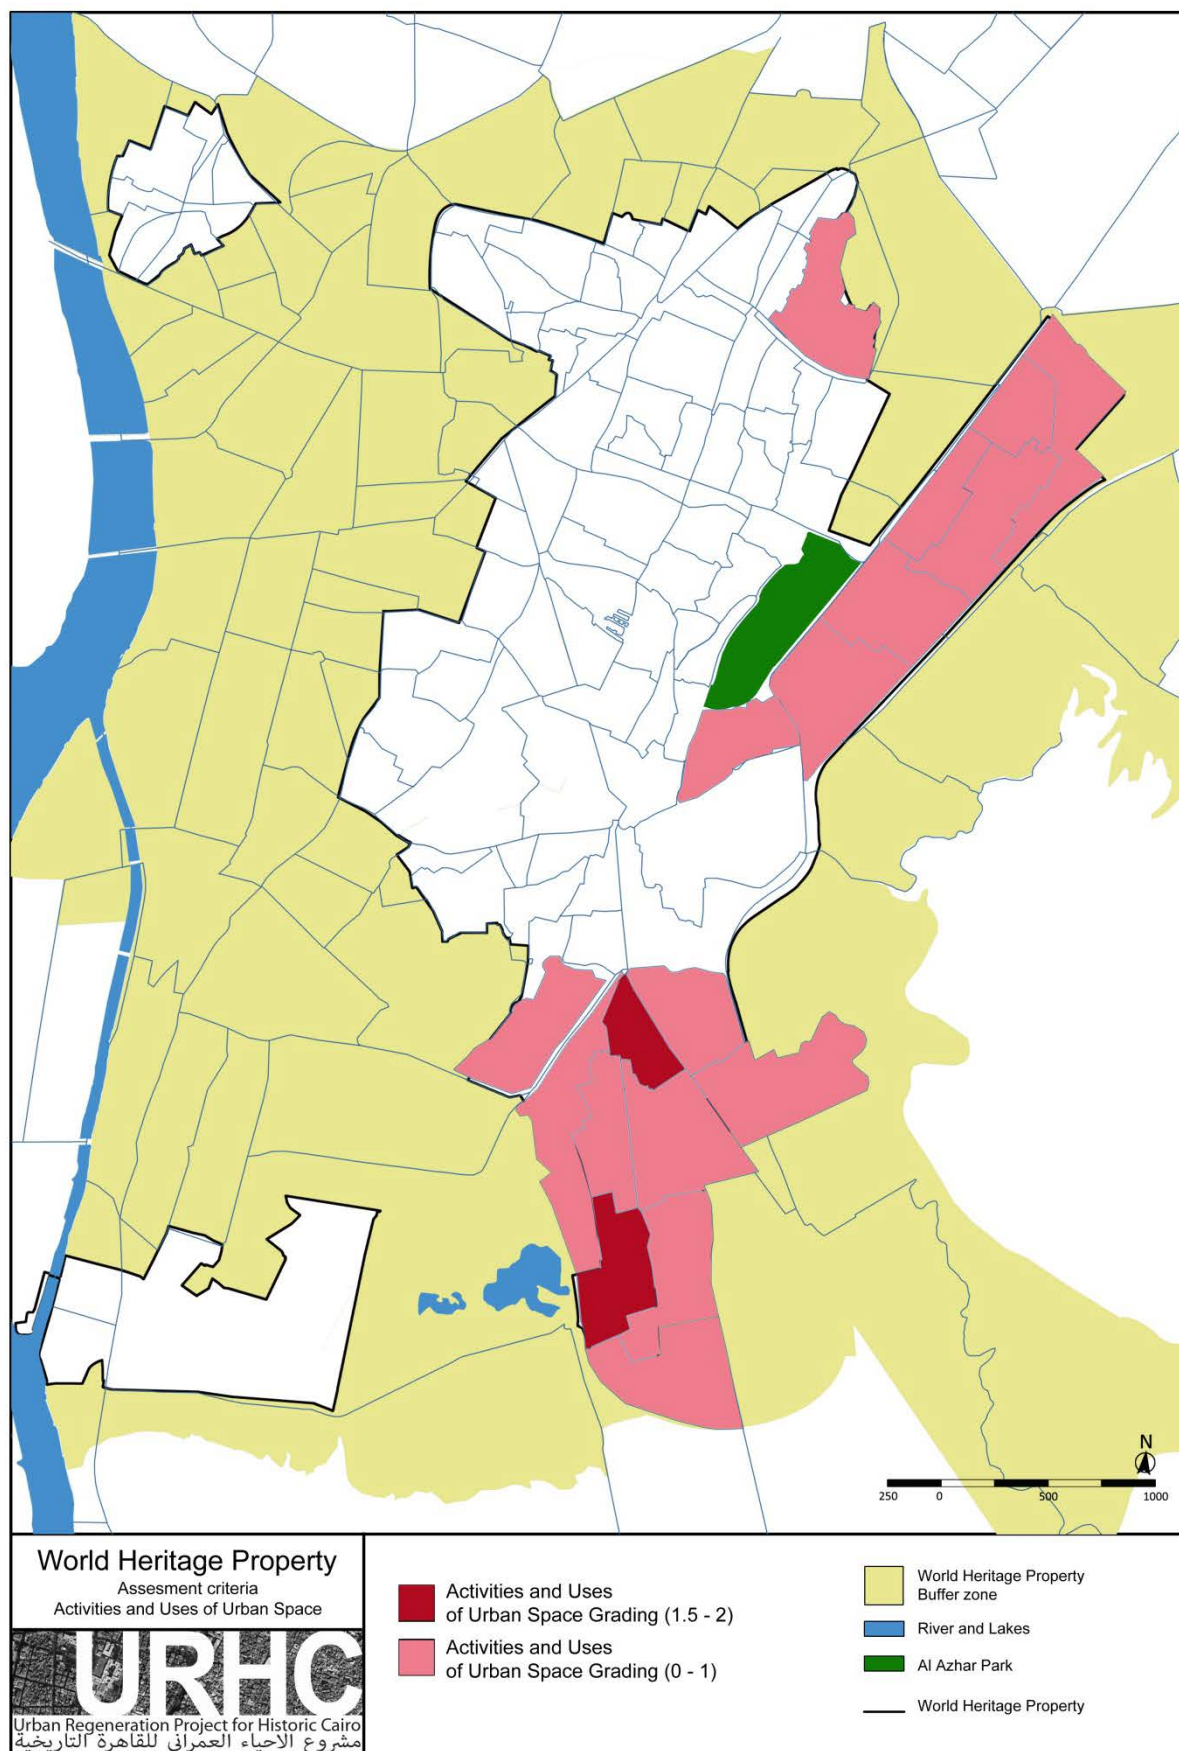 N
250 0 500 1000
World Heritage Property
Assesment criteria
Activities and Uses of Urban Space
URHC
Urban Regeneration Project for Historic Cairo
مشروع الاحياء العمراني للقاهرة التاريخية
Activities and Uses
of Urban Space Grading (1.5 - 2)
Activities and Uses
of Urban Space Grading (0 - 1)
World Heritage Property
Buffer zone
River and Lakes
Al Azhar Park
World Heritage Property